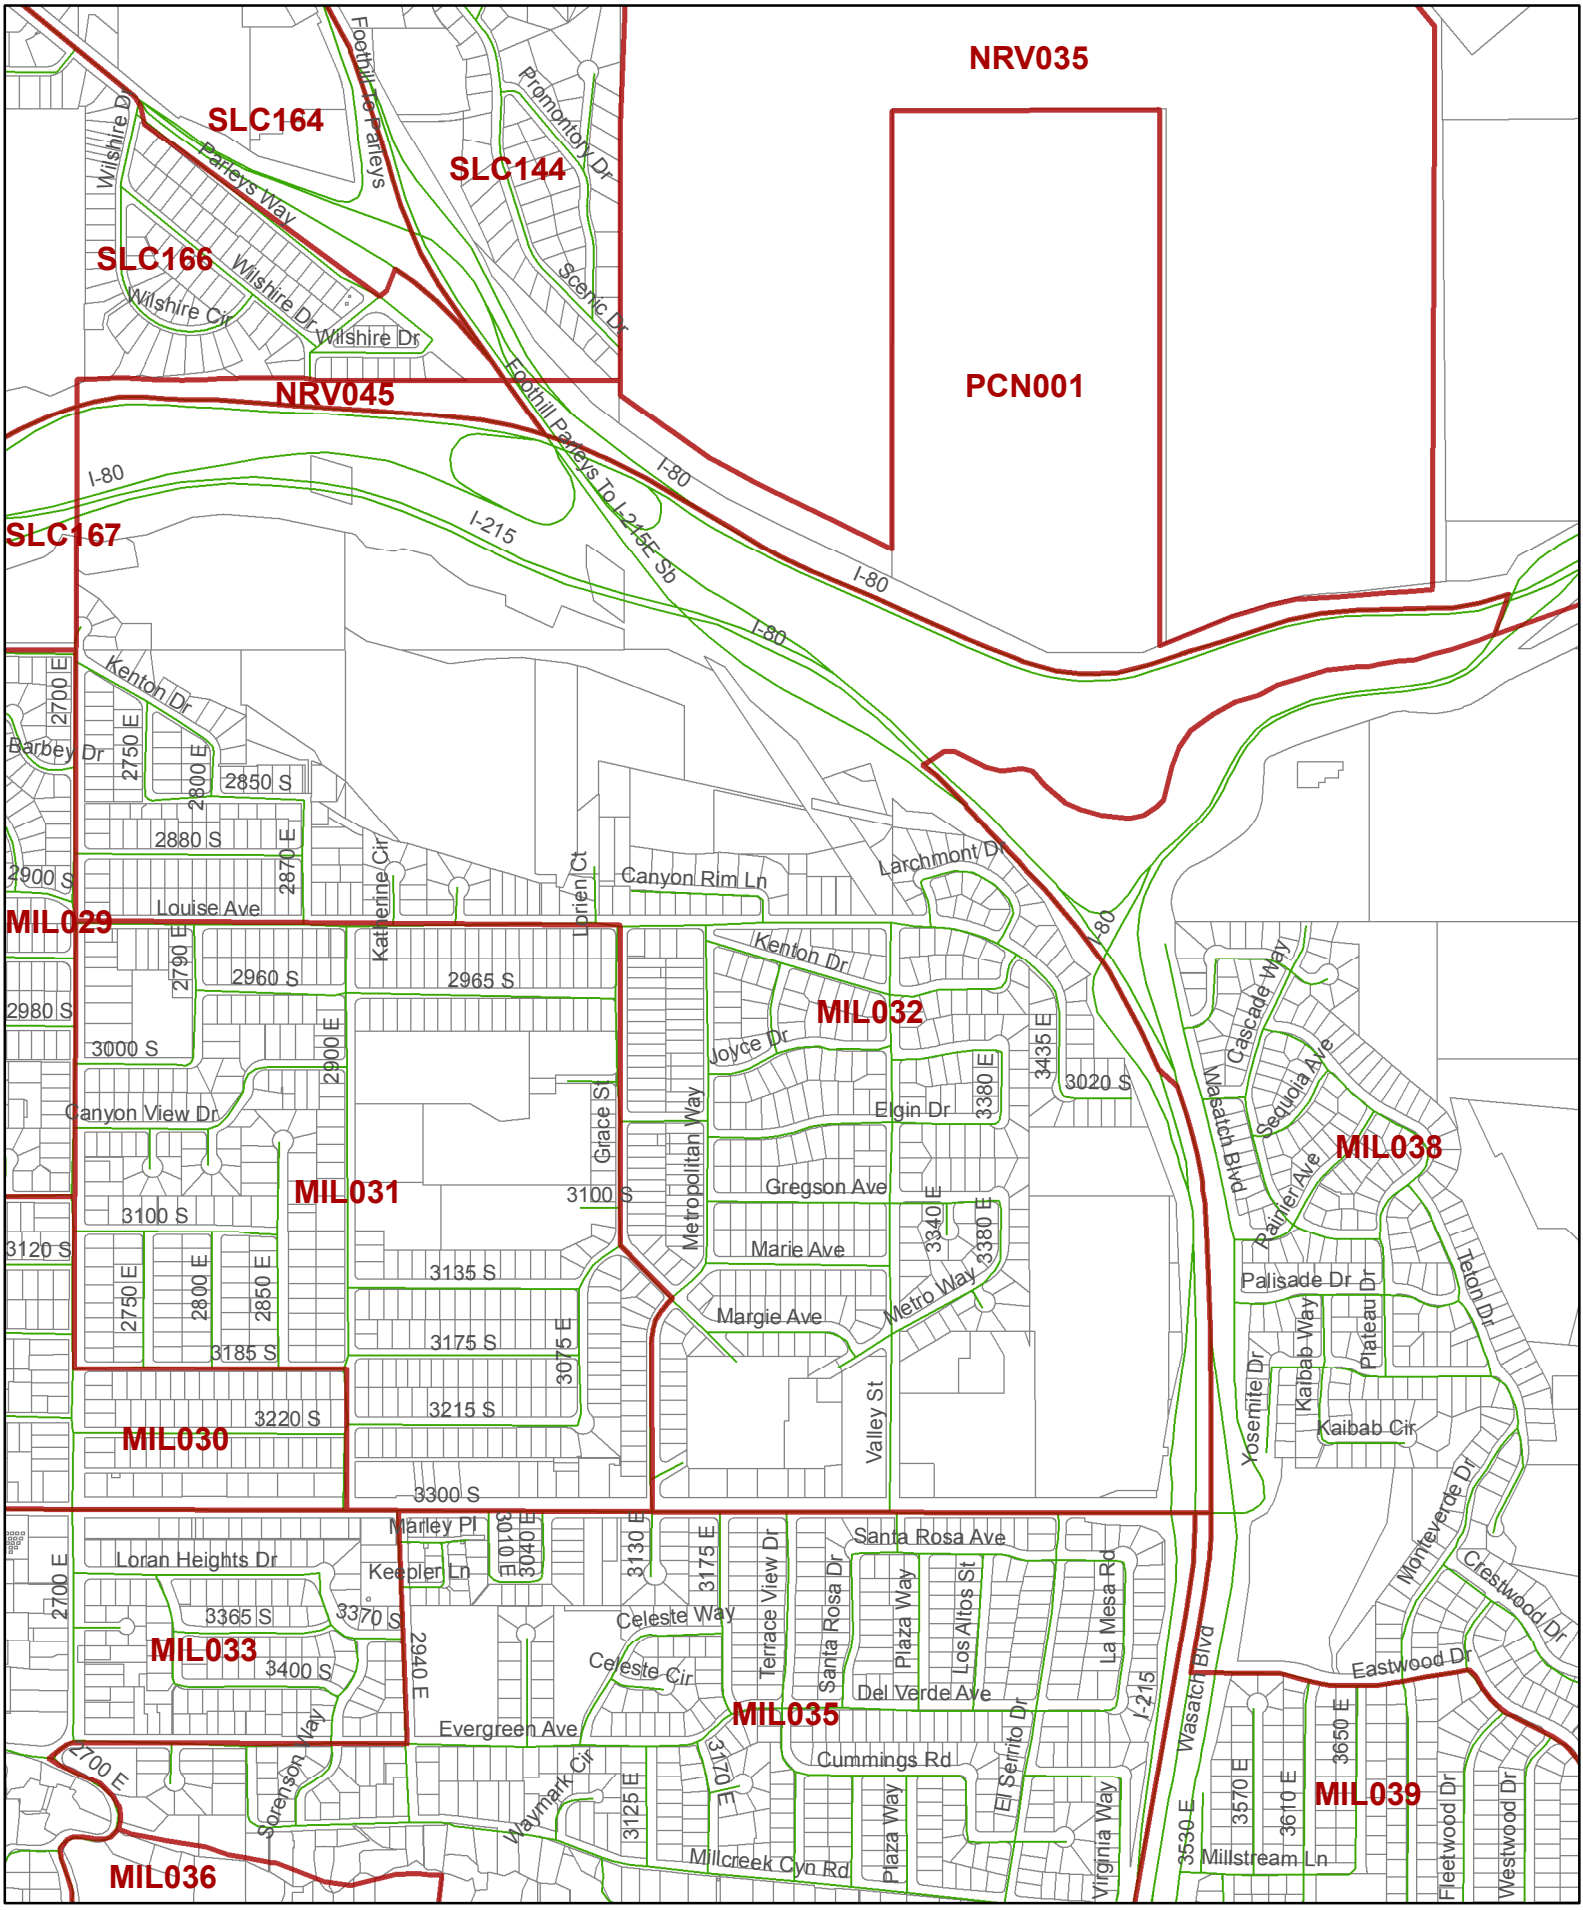 NRV035
Foothill To Parleys
Promontory Dr
SLC164
Wilshire Dr
Parleys Way
SLC144
SLC166
Wilshire Dr
Wilshire Cir
Scenic Dr
Wilshire Dr
NRV045
PCN001
Foothill Parleys To I-215E Sb
I-80
I-80
I-215
SLC167
I-80
I-80
2700 E
Kenton Dr
Barbey Dr
2750 E
2800 E
2850 S
2880 S
2870 E
Katherine Cir
Lorien Ct
Canyon Rim Ln
Larchmont Dr
2900 S
Louise Ave
MIL029
I-80
2790 E
2960 S
2965 S
Kenton Dr
MIL032
Cascade Way
2980 S
3000 S
2900 E
Joyce Dr
3435 E
3380 E
3020 S
Sequoia Ave
Canyon View Dr
Grace St
Metropolitan Way
Elgin Dr
Wasatch Blvd
MIL038
MIL031
3100 S
Gregson Ave
Rainier Ave
3100 S
3340 E
3380 E
3120 S
Marie Ave
3135 S
Teton Dr
2750 E
2800 E
2850 E
Metro Way
Palisade Dr
Margie Ave
Kaibab Way
Plateau Dr
3175 S
3075 E
3185 S
Yosemite Dr
3215 S
3220 S
Valley St
Kaibab Cir
MIL030
3300 S
Monteverde Dr
Marley Pl
3010 E
3040 E
3130 E
3175 E
Terrace View Dr
Santa Rosa Ave
Loran Heights Dr
Keepler Ln
2700 E
Santa Rosa Dr
Plaza Way
Los Altos St
La Mesa Rd
Crestwood Dr
3365 S
3370 S
Celeste Way
MIL033
3400 S
2940 E
Celeste Cir
Eastwood Dr
Wasatch Blvd
I-215
Del Verde Ave
MIL035
Evergreen Ave
Sorenson Way
3650 E
2700 E
3170 E
Cummings Rd
El Serrito Dr
Waymark Cir
3125 E
Plaza Way
Virginia Way
3530 E
3570 E
3610 E
MIL039
Fleetwood Dr
Westwood Dr
Millcreek Cyn Rd
Millstream Ln
MIL036